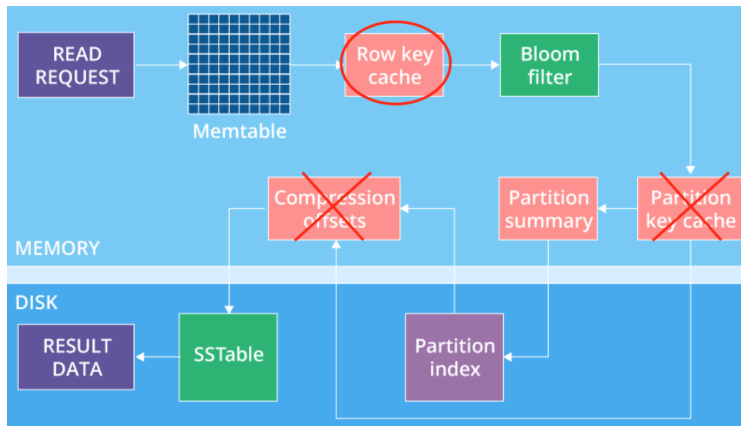 READ
REQUEST
Memtable
Row key
cache
Bloom
filter
Compression
offsets
Partition
summary
Partition
key cache
MEMORY
DISK
RESULT
DATA
SSTable
Partition
index